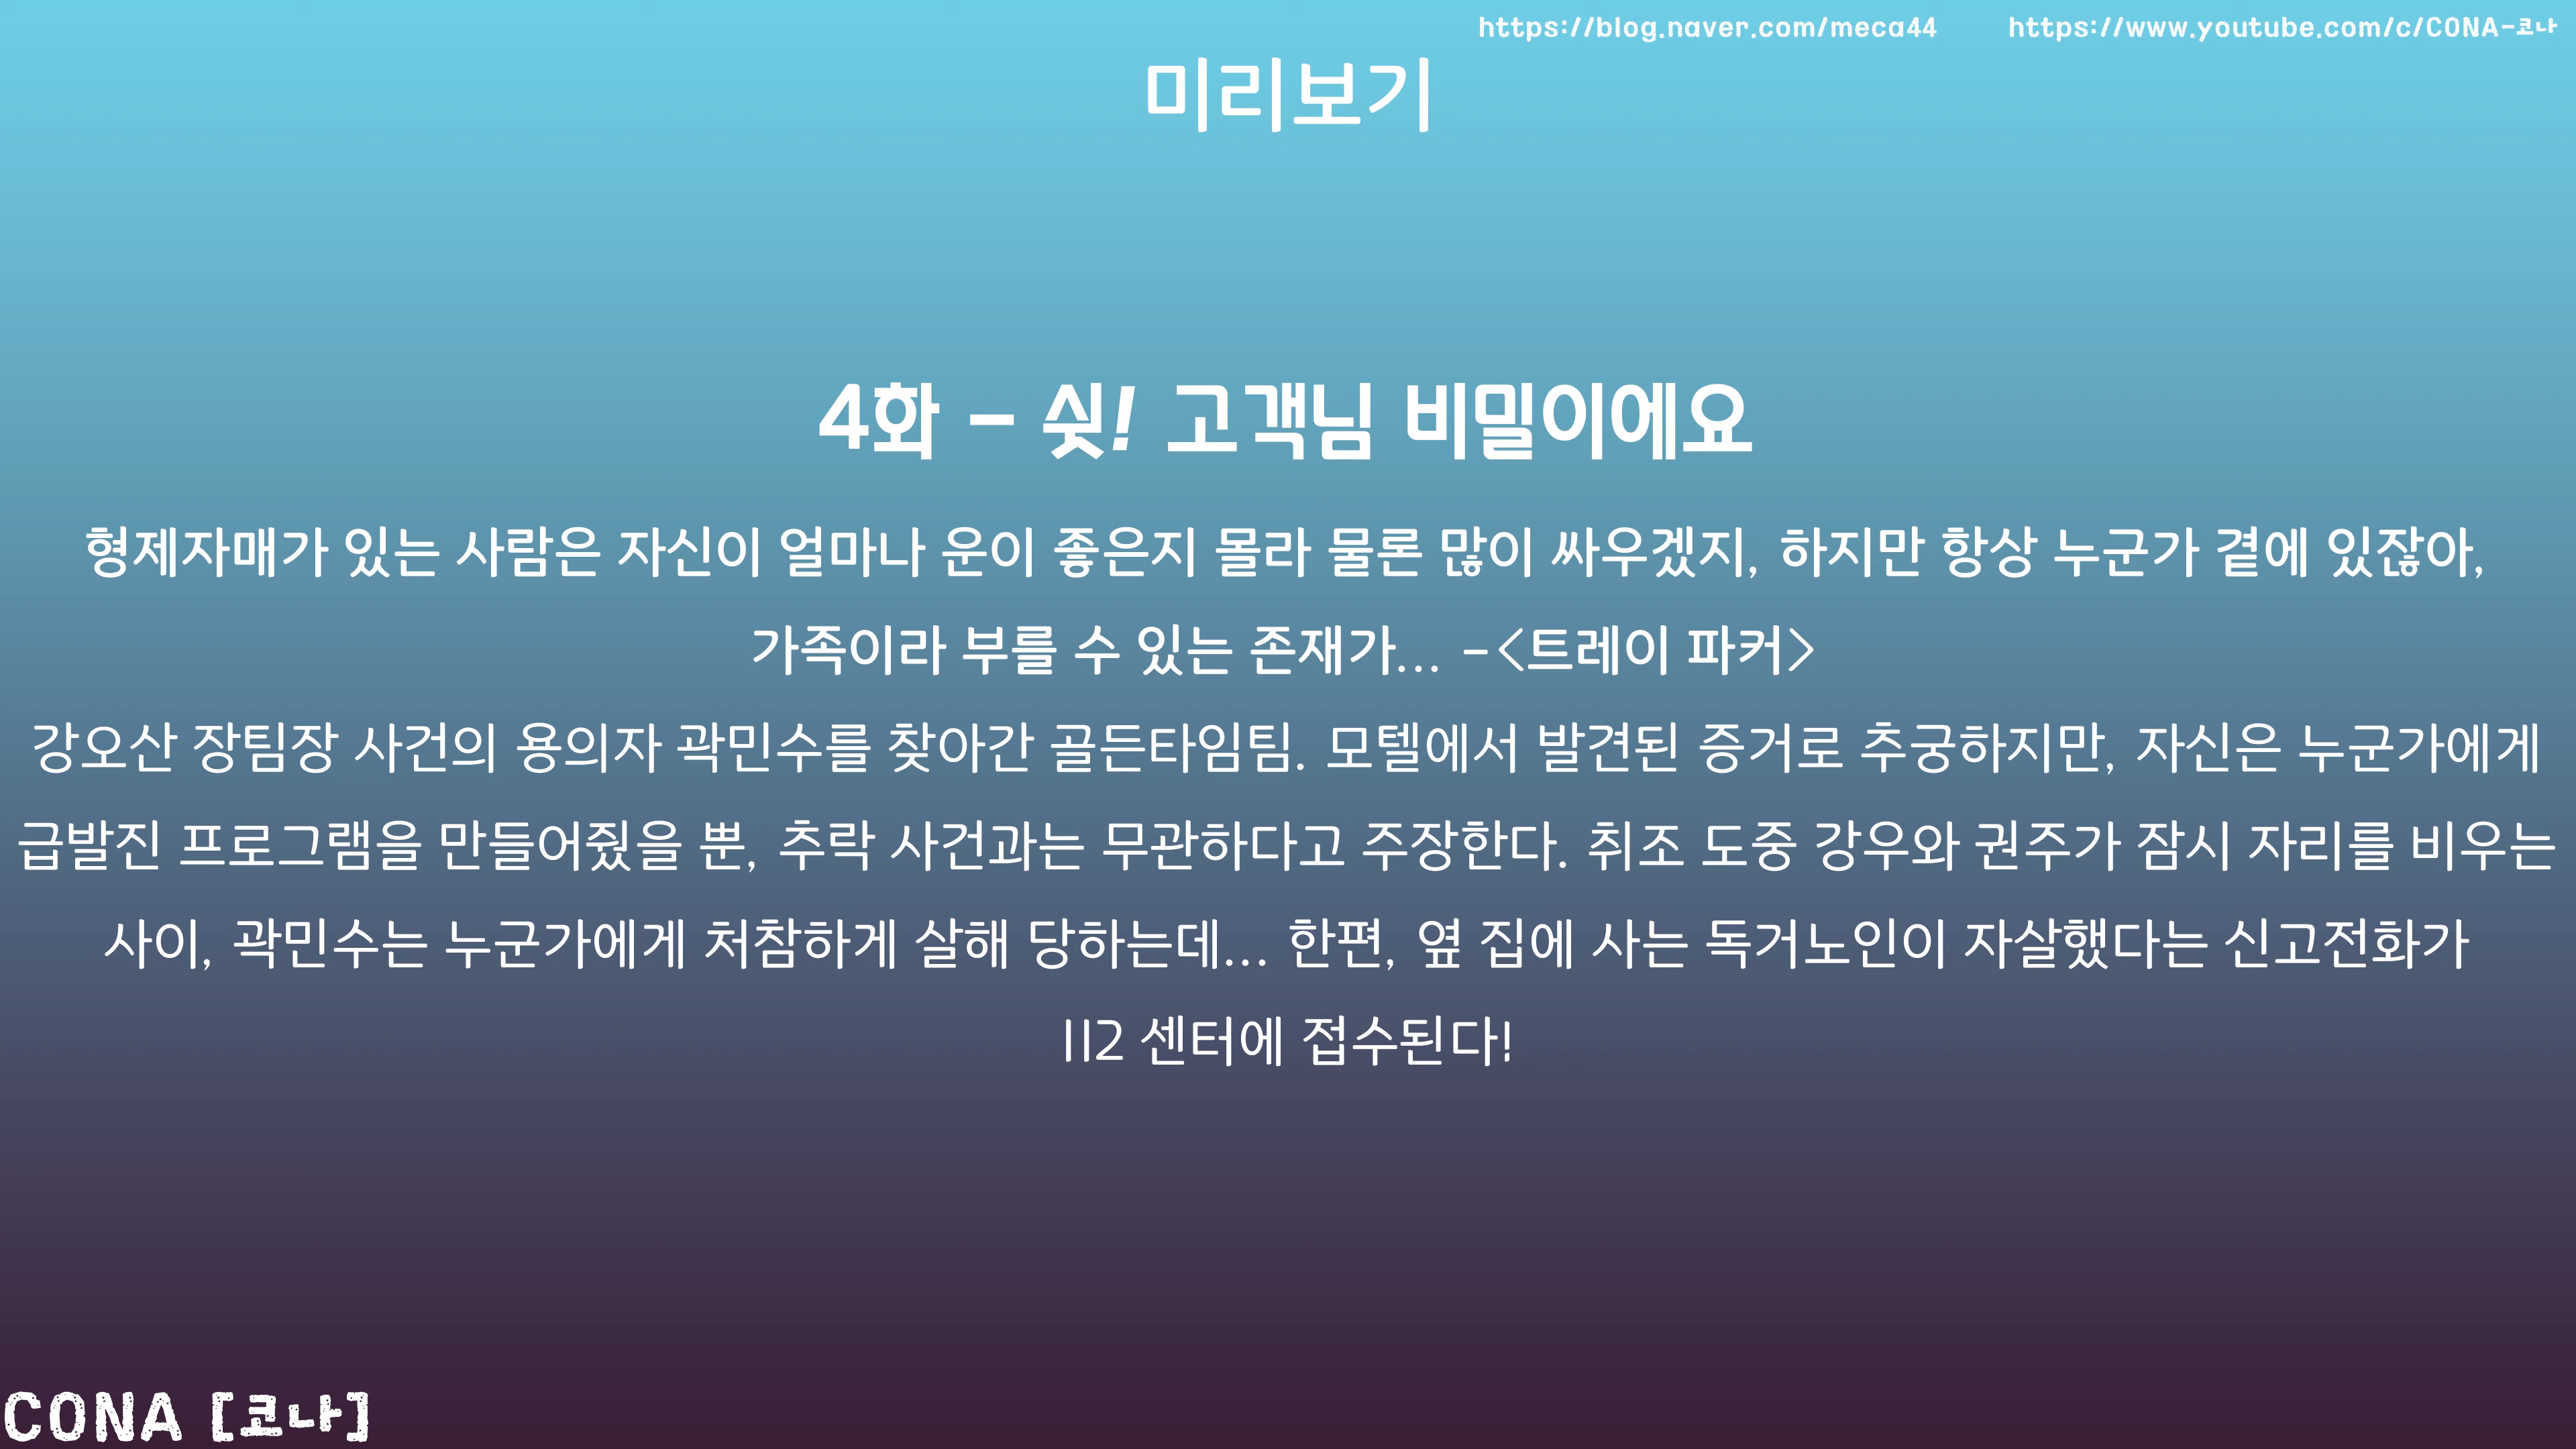 https://blog.naver.com/meca44 https://www.youtube.com/c/CONA-코나
미리보기
4화 - 쉿! 고객님 비밀이에요
형제자매가 있는 사람은 자신이 얼마나 운이 좋은지 몰라 물론 많이 싸우겠지, 하지만 항상 누군가 곁에 있잖아,
가족이라 부를 수 있는 존재가... -<트레이 파커>
강오산 장팀장 사건의 용의자 곽민수를 찾아간 골든타임팀. 모텔에서 발견된 증거로 추궁하지만, 자신은 누군가에게
급발진 프로그램을 만들어줬을 뿐, 추락 사건과는 무관하다고 주장한다. 취조 도중 강우와 권주가 잠시 자리를 비우는
사이, 곽민수는 누군가에게 처참하게 살해 당하는데... 한편, 옆 집에 사는 독거노인이 자살했다는 신고전화가
112 센터에 접수된다!
CONA [코나]